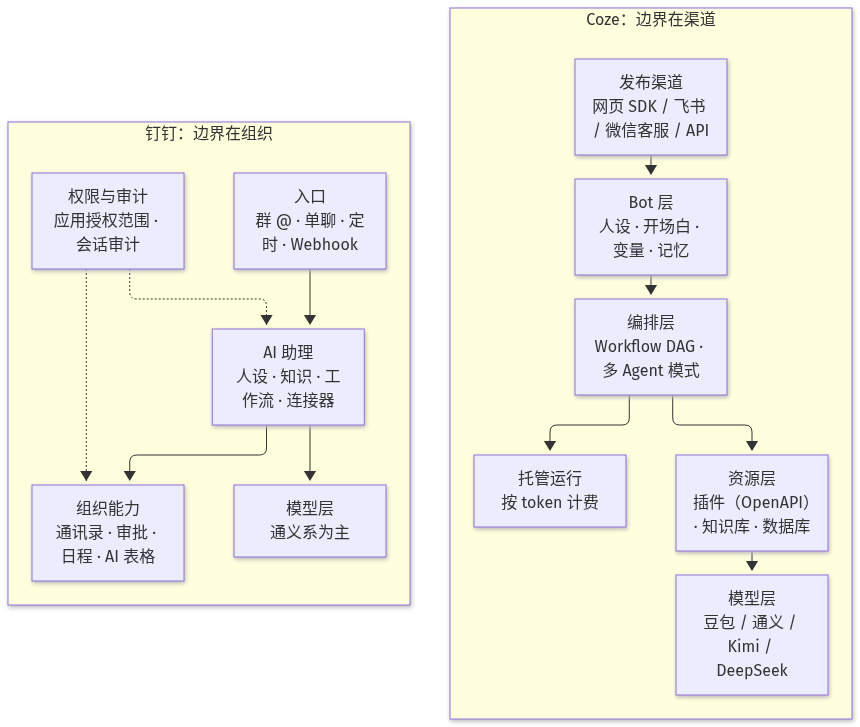 钉钉：边界在组织
权限与审计
应用授权范围 ·
会话审计
入口
群 @ · 单聊 · 定
时 · Webhook
AI 助理
人设 · 知识 · 工
作流 · 连接器
组织能力
通讯录 · 审批 ·
日程 · AI 表格
模型层
通义系为主
Coze：边界在渠道
发布渠道
网页 SDK / 飞书
/ 微信客服 / API
Bot 层
人设 · 开场白 ·
变量 · 记忆
编排层
Workflow DAG ·
多 Agent 模式
托管运行
按 token 计费
资源层
插件（OpenAPI）
· 知识库 · 数据库
模型层
豆包 / 通义 /
Kimi /
DeepSeek